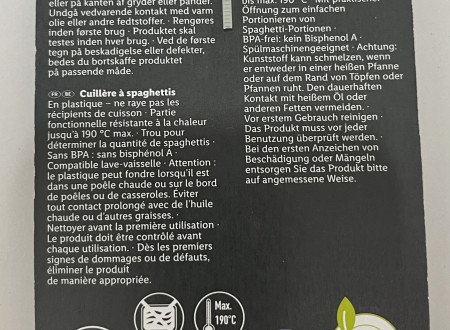 eller på kanten af gryder eller pander.
Undgå vedvarende kontakt med varm
olie eller andre fedtstoffer. · Rengøres
inden første brug · Produktet skal
testes inden hver brug. · Ved de første
tegn på beskadigelse eller defekter,
bedes du bortskaffe produktet
på passende måde.
FR BE Cuillère à spaghettis
En plastique – ne raye pas les
récipients de cuisson · Partie
fonctionnelle résistante à la chaleur
jusqu'à 190 °C max. · Trou pour
déterminer la quantité de spaghettis ·
Sans BPA : sans bisphénol A ·
Compatible lave-vaisselle · Attention :
le plastique peut fondre lorsqu'il est
dans une poêle chaude ou sur le bord
de poêles ou de casseroles. Éviter
tout contact prolongé avec de l'huile
chaude ou d'autres graisses. ·
Nettoyer avant la première utilisation ·
Le produit doit être contrôlé avant
chaque utilisation. · Dès les premiers
signes de dommages ou de défauts,
éliminer le produit
de manière appropriée.
bis max. 190 °C · Mit praktischer
Öffnung zum einfachen
Portionieren von
Spaghetti-Portionen ·
BPA-frei: kein Bisphenol A ·
Spülmaschinengeeignet · Achtung:
Kunststoff kann schmelzen, wenn
er entweder in einer heißen Pfanne
oder auf dem Rand von Töpfen oder
Pfannen ruht. Den dauerhaften
Kontakt mit heißem Öl oder
anderen Fetten vermeiden. ·
Vor erstem Gebrauch reinigen ·
Das Produkt muss vor jeder
Benutzung überprüft werden. ·
Bei den ersten Anzeichen von
Beschädigung oder Mängeln
entsorgen Sie das Produkt bitte
auf angemessene Weise.
Max.
190°C